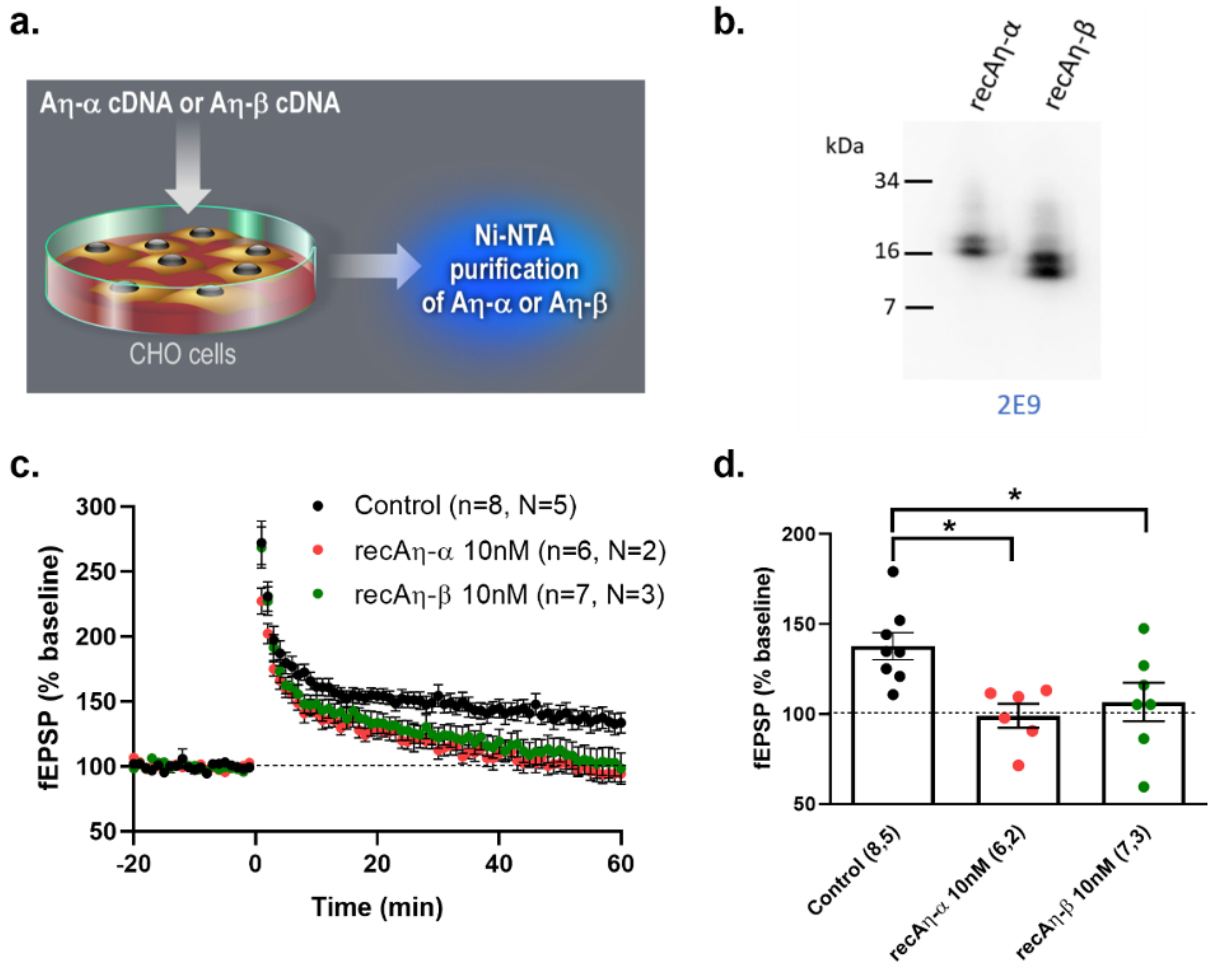 a.
Aη-α cDNA or Aη-β cDNA
Ni-NTA
purification
of Aη-α or Aη-β
CHO cells
b.
recAη-α
recAη-β
kDa
34
16
7
2E9
c.
300
250
200
150
100
50
-20
0
20
40
60
fEPSP (% baseline)
Time (min)
Control (n=8, N=5)
recAη-α 10nM (n=6, N=2)
recAη-β 10nM (n=7, N=3)
d.
*
*
200
150
100
50
fEPSP (% baseline)
Control (8,5)
recAη-α 10nM (6,2)
recAη-β 10nM (7,3)